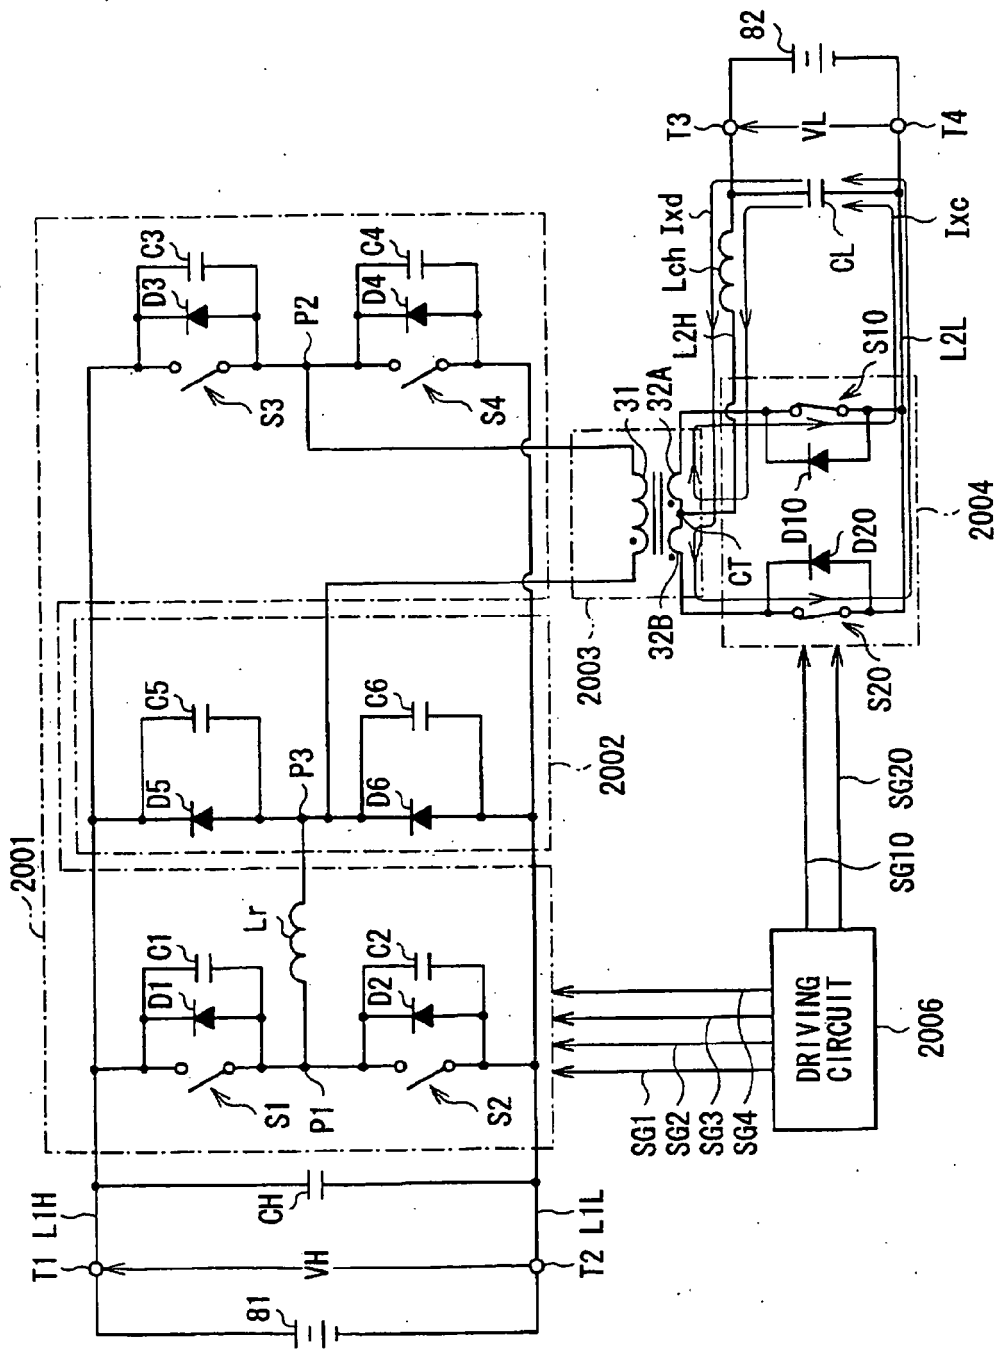 2001
T1
L1H
81
VH
CH
T2
L1L
S1
D1
C1
P1
Lr
S2
D2
C2
D5
C5
P3
D6
C6
2002
S3
D3
C3
P2
S4
D4
C4
2003
31
32A
32B
CT
L2H
Lch
Ixd
T3
82
VL
T4
CL
Ixc
L2L
S10
D10
D20
S20
2004
SG1
SG2
SG3
SG4
SG10
SG20
DRIVING
CIRCUIT
2006